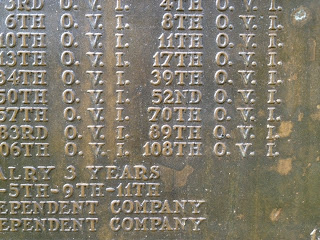 3RD O. V. I. 4TH O. V. I.
6TH O. V. I. 8TH O. V. I.
10TH O. V. I. 11TH O. V. I.
13TH O. V. I. 17TH O. V. I.
34TH O. V. I. 39TH O. V. I.
50TH O. V. I. 52ND O. V. I.
57TH O. V. I. 70TH O. V. I.
83RD O. V. I. 89TH O. V. I.
06TH O. V. I. 108TH O. V. I.
ALRY 3 YEARS
-5TH-9TH-11TH
EPENDENT COMPANY
EPENDENT COMPANY